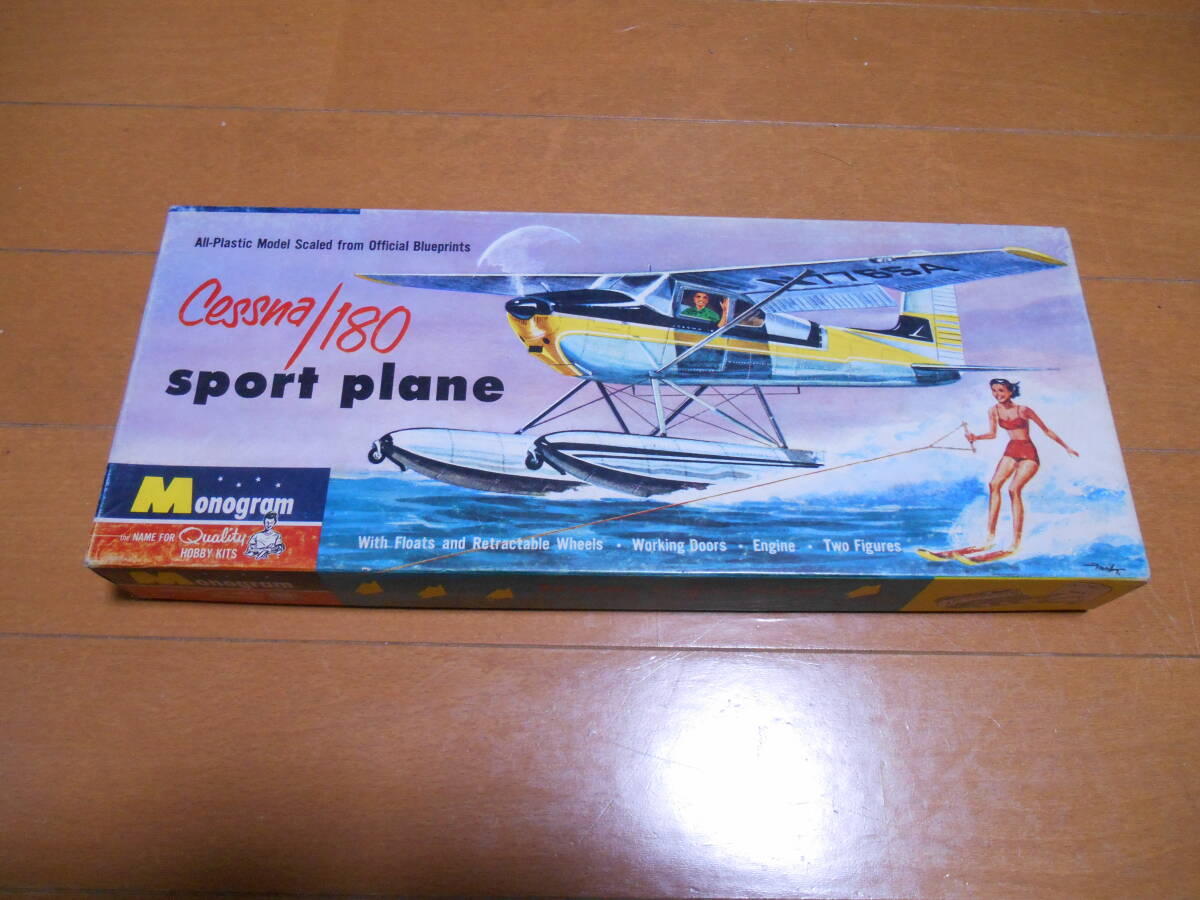 All-Plastic Model Scaled from Official Blueprints
Cessna/180
sport plane
Monogram
the NAME FOR Quality
HOBBY KITS
With Floats and Retractable Wheels • Working Doors • Engine • Two Figures
Monogram